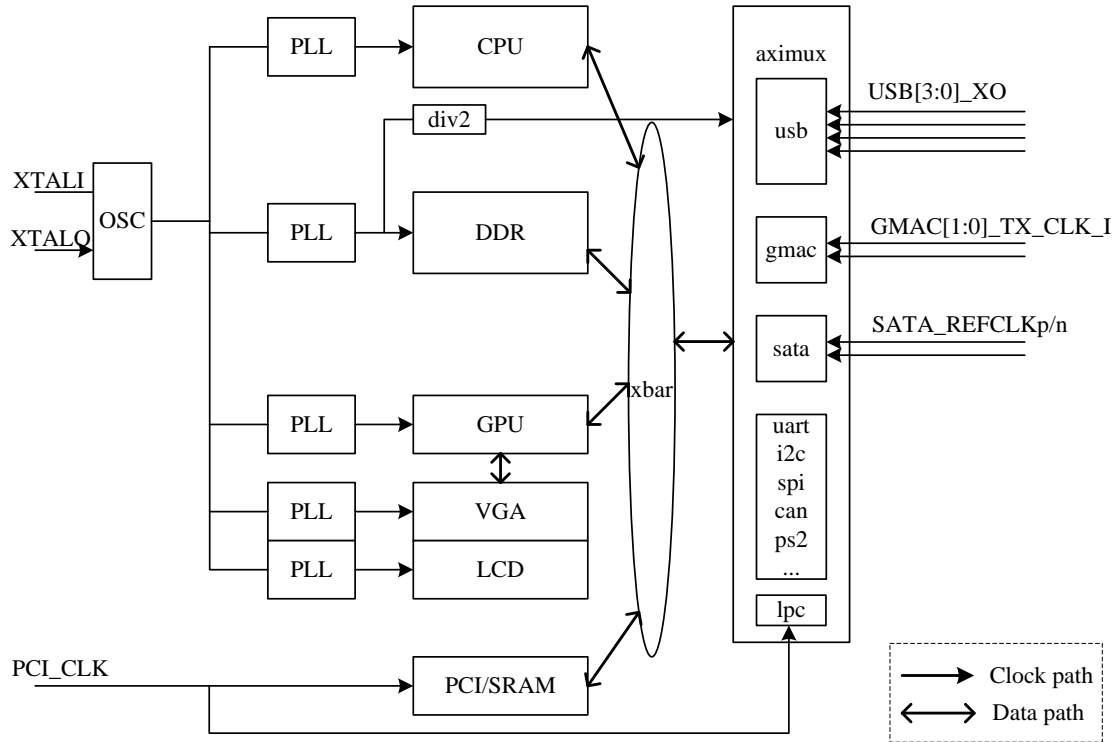 PLL
CPU
aximux
USB[3:0]_XO
div2
usb
XTALI
OSC
XTALO
PLL
DDR
GMAC[1:0]_TX_CLK_I
gmac
SATA_REFCLKp/n
sata
xbar
PLL
GPU
uart
i2c
spi
can
ps2
...
PLL
VGA
PLL
LCD
lpc
PCI_CLK
PCI/SRAM
Clock path
Data path